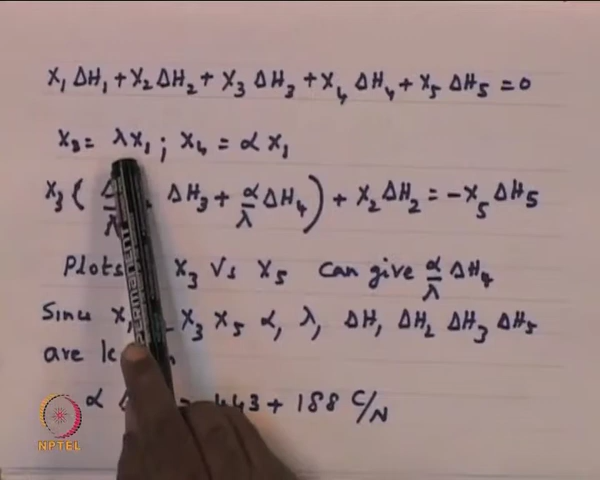 x₁ ΔH₁ + x₂ ΔH₂ + x₃ ΔH₃ + x₄ ΔH₄ + x₅ ΔH₅ = 0
x₃ = λx₁ ; x₄ = α x₁
x₃ ( ΔH₃ + α/λ ΔH₄ ) + x₂ ΔH₂ = -x₅ ΔH₅
Plots x₃ Vs x₅ can give α/λ ΔH₄
Since x₃ x₅ α, λ, ΔH₁ ΔH₂ ΔH₃ ΔH₅
are
α = 443 + 188 C/N
NPTEL